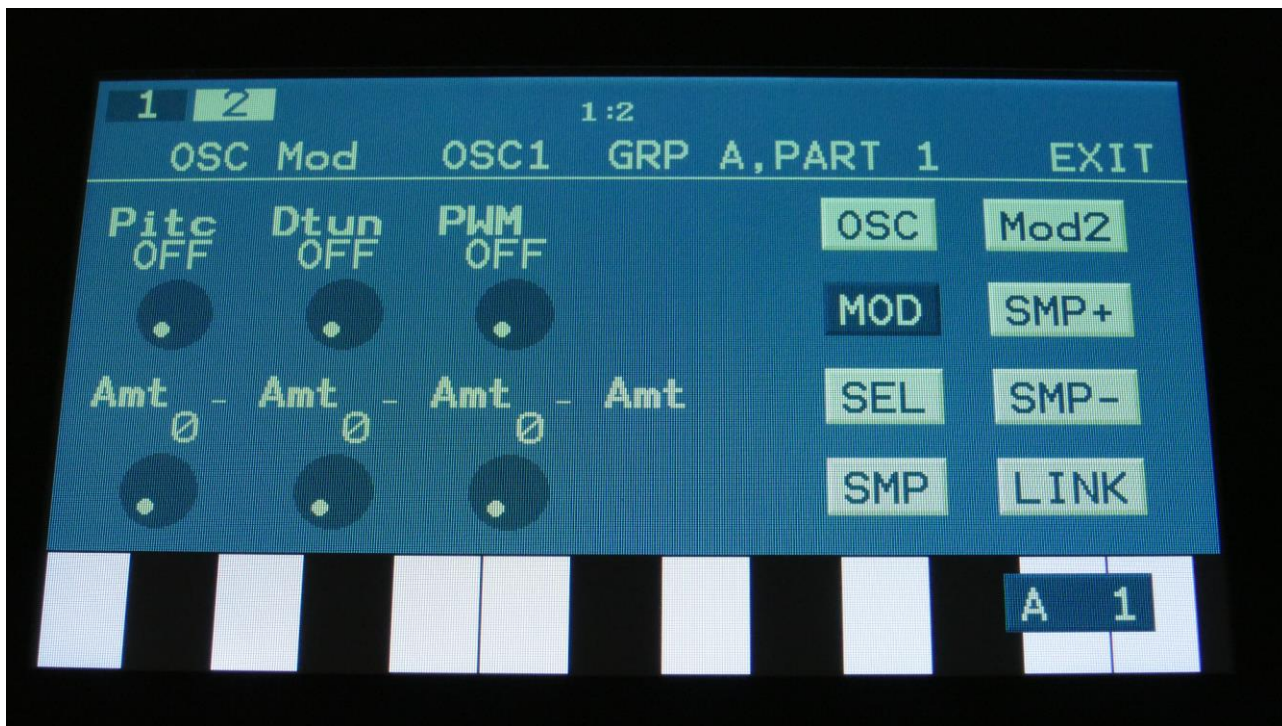 1 2 1:2
OSC Mod OSC1 GRP A,PART 1 EXIT
Pitc Dtun PWM OSC Mod2
OFF OFF OFF
MOD SMP+
Amt - Amt - Amt - Amt SEL SMP-
0 0 0
SMP LINK
A 1